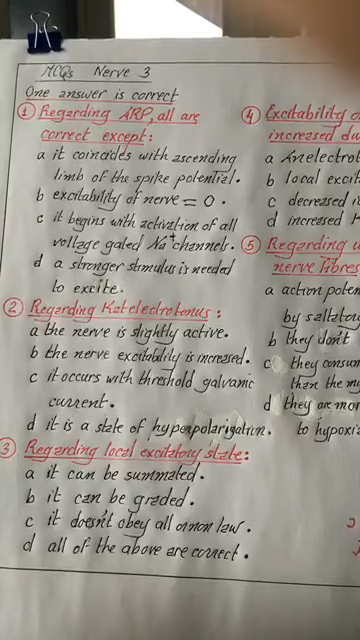 MCQs Nerve 3
One answer is correct
① Regarding ARP, all are
correct except:
a it coincides with ascending
limb of the spike potential.
b excitability of nerve = 0.
c it begins with activation of all
voltage gated Na+ channels.
d a stronger stimulus is needed
to excite.
② Regarding Katelectrotonus:
a the nerve is slightly active.
b the nerve excitability is increased.
c it occurs with threshold galvanic
current.
d it is a state of hyperpolarization.
③ Regarding local excitatory state:
a it can be summated.
b it can be graded.
c it doesn't obey all or non law.
d all of the above are correct.
④ Excitability
increased
a Anelectrot
b local excit
c decreased
d increased
⑤ Regarding
nerve fibres
a action poten
by saltato
b they don't
c they consum
than the
d they are mor
to hypoxi